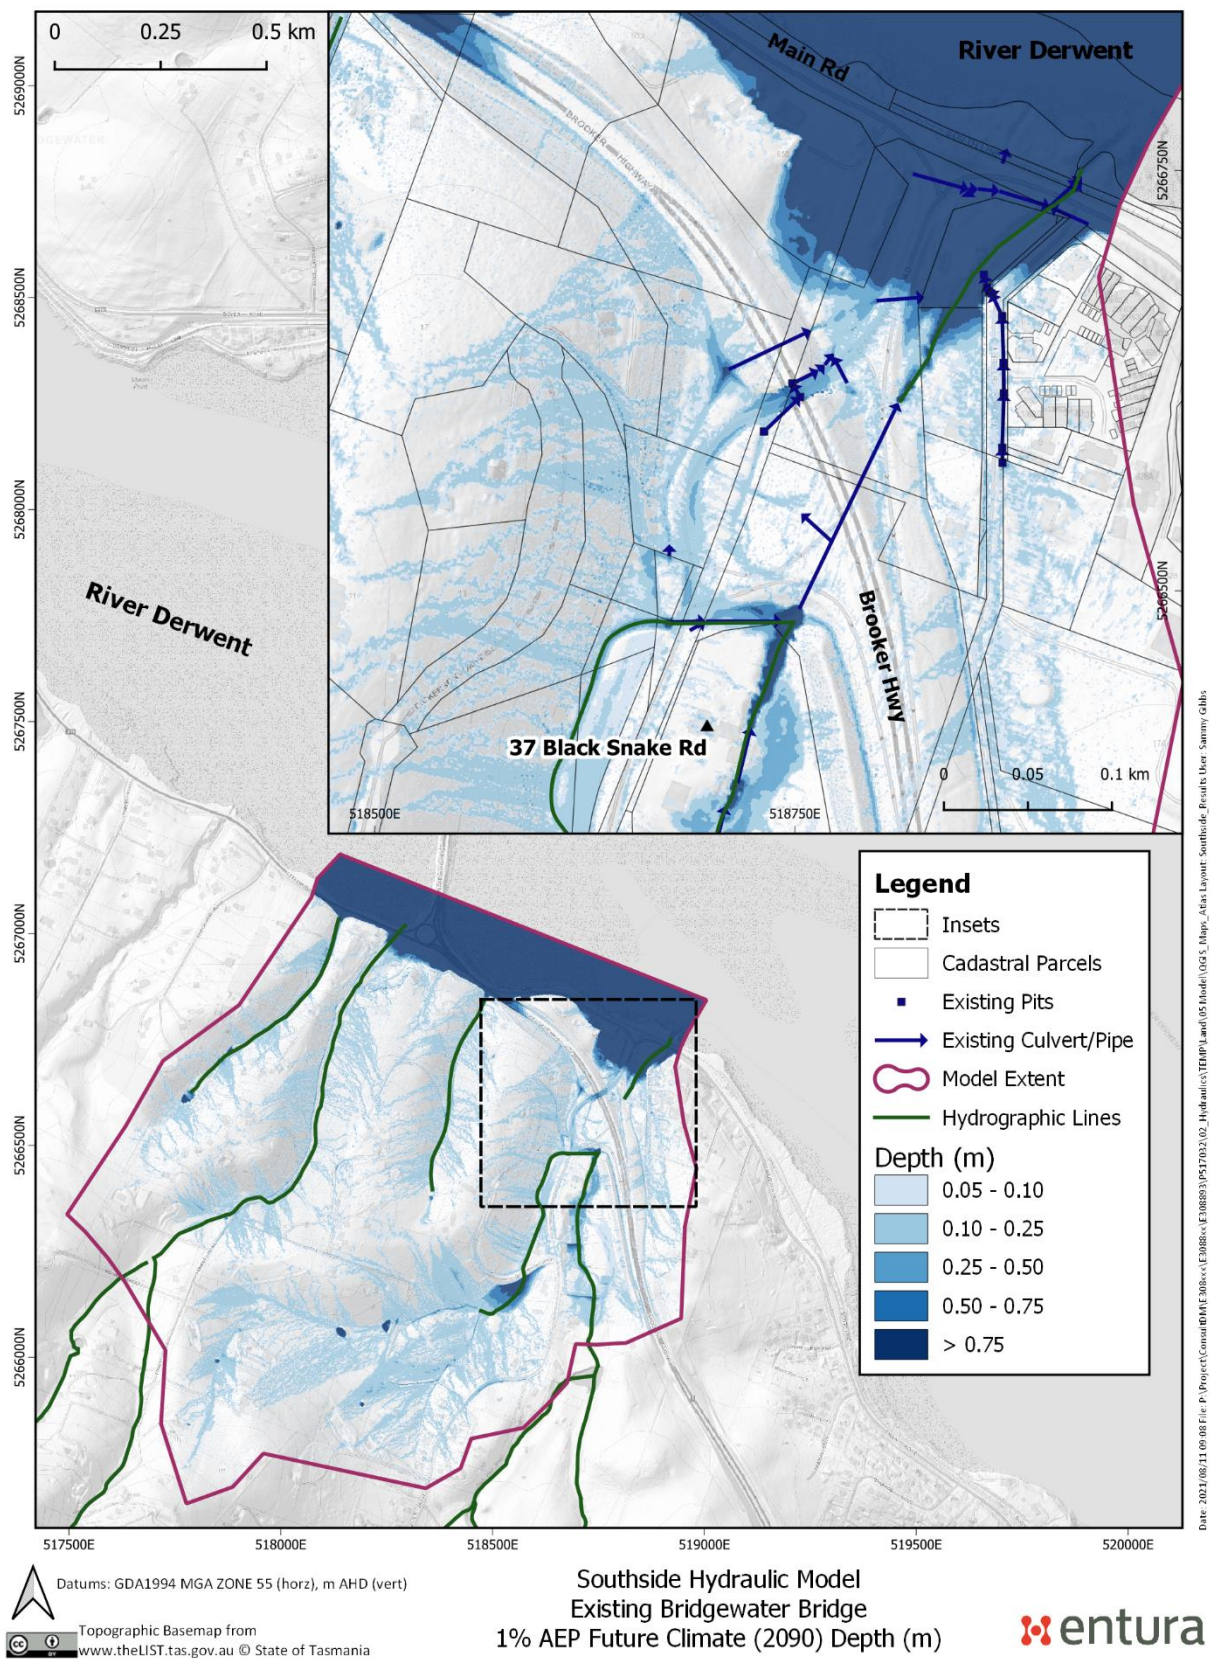 0 0.25 0.5 km
River Derwent
Main Rd
BROOKER HIGHWAY
5266750N
5266500N
Brooker Hwy
37 Black Snake Rd
0 0.05 0.1 km
518500E 518750E
5269000N
5268500N
5268000N
5267500N
5267000N
5266500N
5266000N
River Derwent
Legend
Insets
Cadastral Parcels
Existing Pits
Existing Culvert/Pipe
Model Extent
Hydrographic Lines
Depth (m)
0.05 - 0.10
0.10 - 0.25
0.25 - 0.50
0.50 - 0.75
> 0.75
517500E 518000E 518500E 519000E 519500E 520000E
Datums: GDA1994 MGA ZONE 55 (horz), m AHD (vert)
Topographic Basemap from
www.theLIST.tas.gov.au © State of Tasmania
cc BY
Southside Hydraulic Model
Existing Bridgewater Bridge
1% AEP Future Climate (2090) Depth (m)
entura